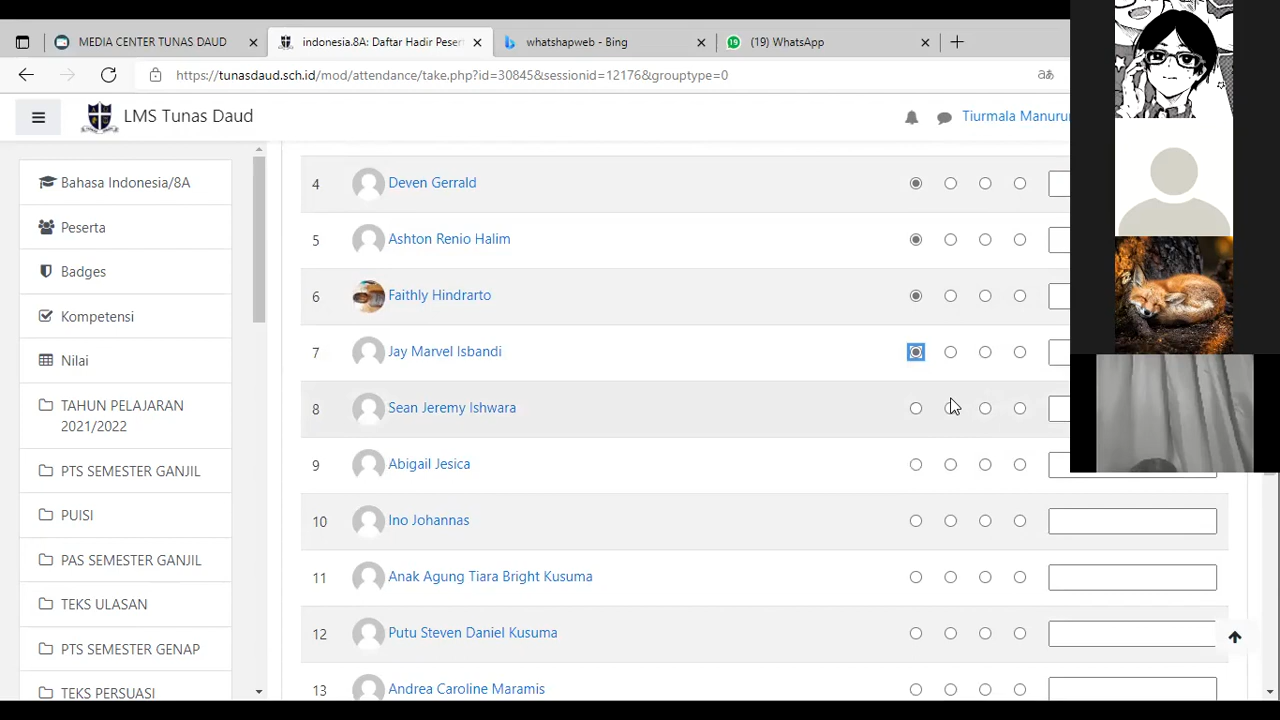 MEDIA CENTER TUNAS DAUD
indonesia.8A: Daftar Hadir Peser
whatshapweb - Bing
(19) WhatsApp
https://tunasdaud.sch.id/mod/attendance/take.php?id=30845&sessionid=12176&grouptype=0
LMS Tunas Daud
Tiurmala Manurun
Bahasa Indonesia/8A
Peserta
Badges
Kompetensi
Nilai
TAHUN PELAJARAN
2021/2022
PTS SEMESTER GANJIL
PUISI
PAS SEMESTER GANJIL
TEKS ULASAN
PTS SEMESTER GENAP
TEKS PERSUASI
4 Deven Gerrald
5 Ashton Renio Halim
6 Faithly Hindrarto
7 Jay Marvel Isbandi
8 Sean Jeremy Ishwara
9 Abigail Jesica
10 Ino Johannas
11 Anak Agung Tiara Bright Kusuma
12 Putu Steven Daniel Kusuma
13 Andrea Caroline Maramis